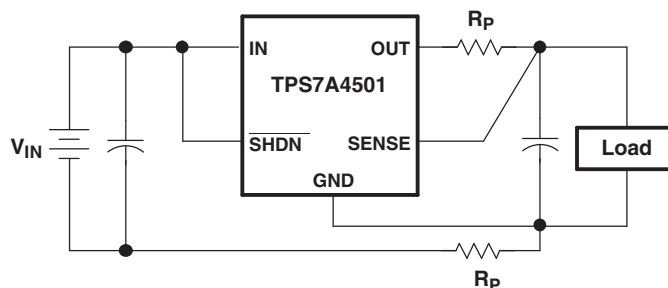 R_P
IN
OUT
TPS7A4501
V_IN
SHDN
SENSE
Load
GND
R_P